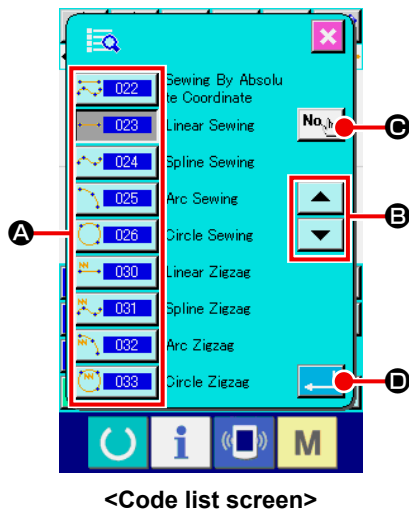 022 Sewing By Absolu
te Coordinate
023 Linear Sewing
No.
C
024 Spline Sewing
025 Arc Sewing
B
A
026 Circle Sewing
030 Linear Zigzag
031 Spline Zigzag
032 Arc Zigzag
033 Circle Zigzag
D
i
M
<Code list screen>